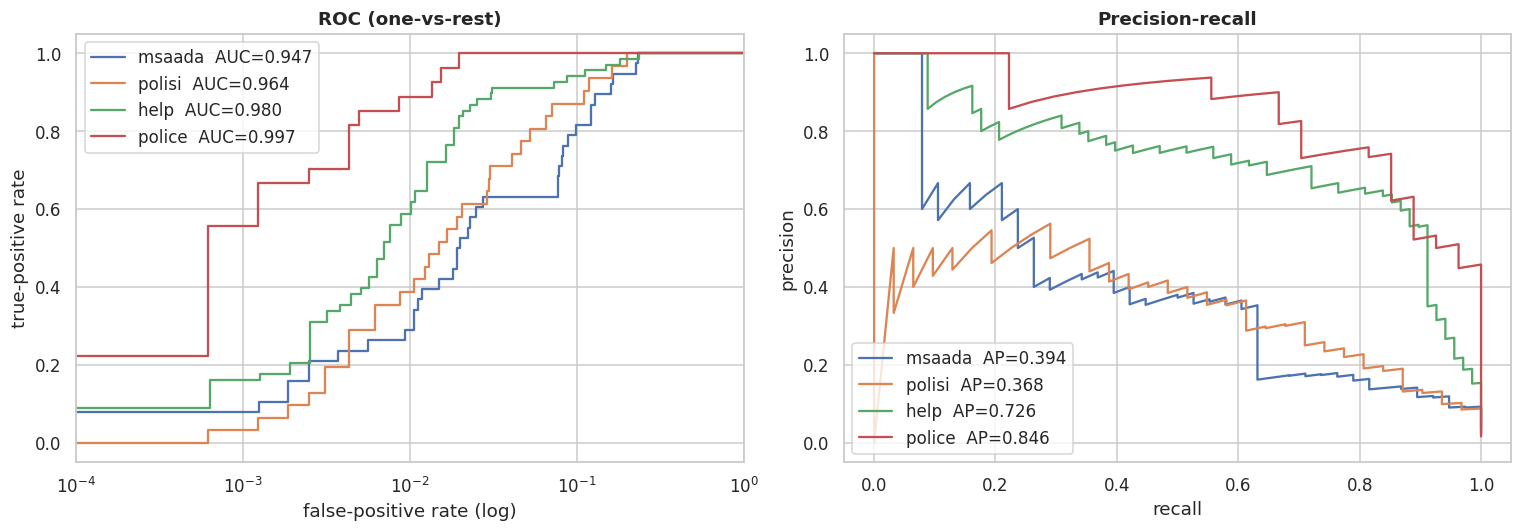 ROC (one-vs-rest)
msaada AUC=0.947
polisi AUC=0.964
help AUC=0.980
police AUC=0.997
1.0
0.8
0.6
0.4
0.2
0.0
true-positive rate
10⁻⁴
10⁻³
10⁻²
10⁻¹
10⁰
false-positive rate (log)
Precision-recall
1.0
0.8
0.6
0.4
0.2
0.0
precision
msaada AP=0.394
polisi AP=0.368
help AP=0.726
police AP=0.846
0.0
0.2
0.4
0.6
0.8
1.0
recall